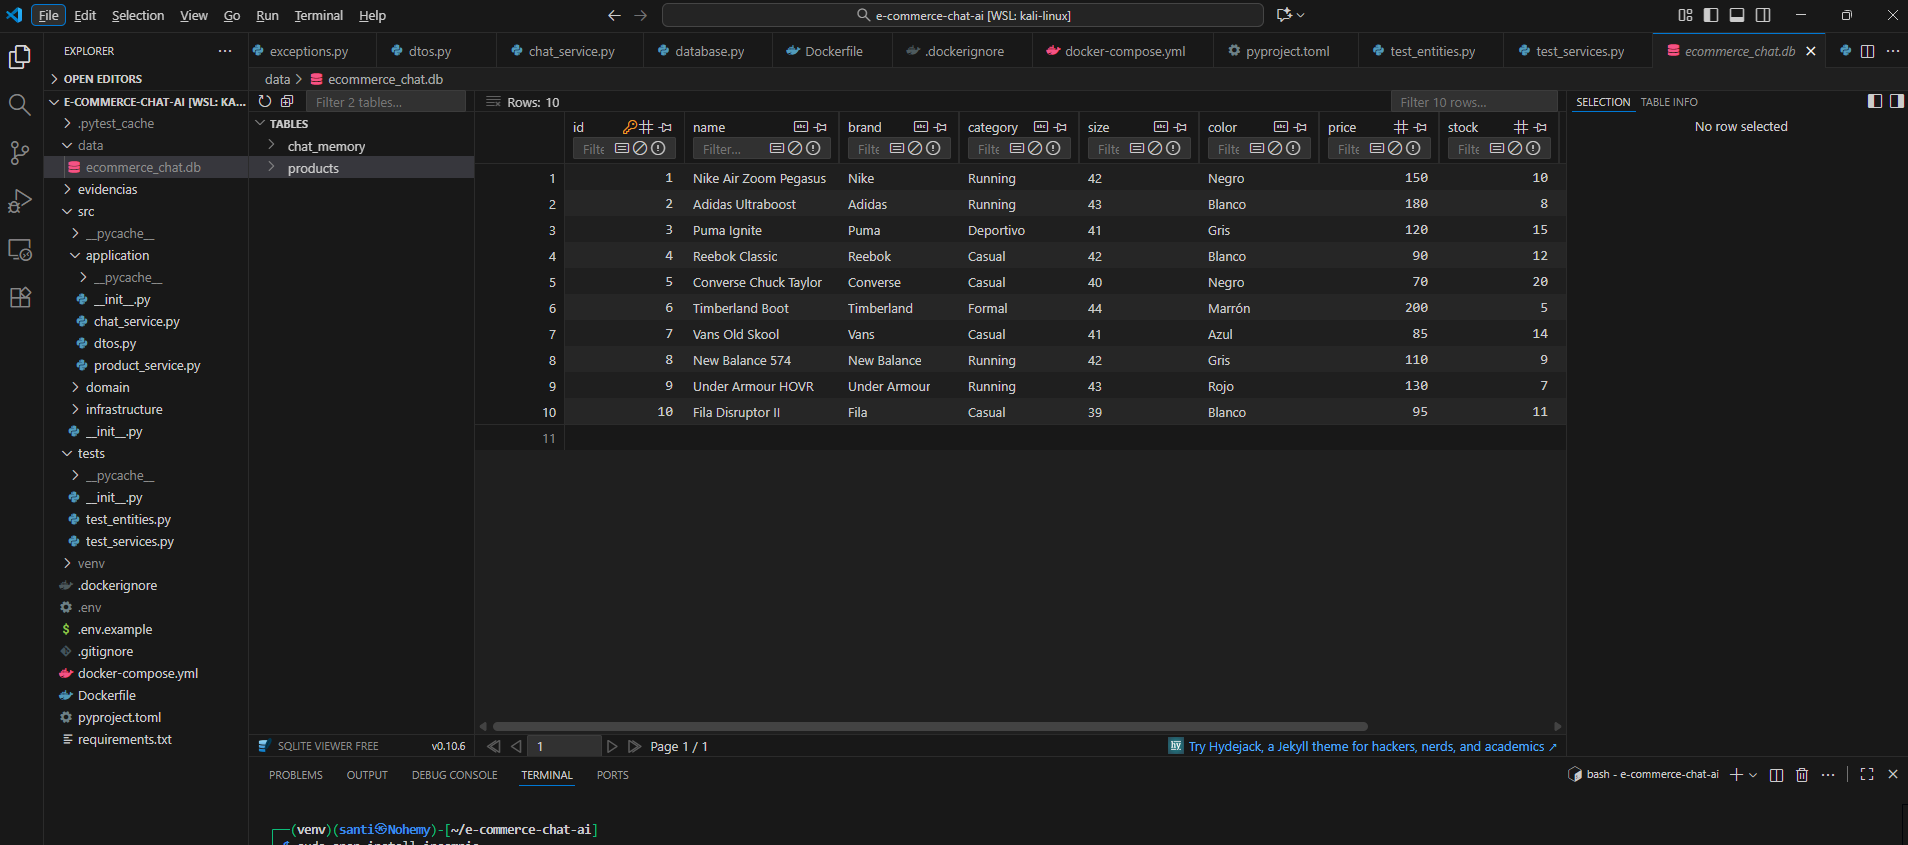 File Edit Selection View Go Run Terminal Help
e-commerce-chat-ai [WSL: kali-linux]
EXPLORER
exceptions.py
dtos.py
chat_service.py
database.py
Dockerfile
.dockerignore
docker-compose.yml
pyproject.toml
test_entities.py
test_services.py
ecommerce_chat.db
OPEN EDITORS
E-COMMERCE-CHAT-AI [WSL: KA...
.pytest_cache
data
ecommerce_chat.db
evidencias
src
__pycache__
application
__pycache__
__init__.py
chat_service.py
dtos.py
product_service.py
domain
infrastructure
__init__.py
tests
__pycache__
__init__.py
test_entities.py
test_services.py
venv
.dockerignore
.env
.env.example
.gitignore
docker-compose.yml
Dockerfile
pyproject.toml
requirements.txt
data > ecommerce_chat.db
Filter 2 tables...
TABLES
chat_memory
products
SQLITE VIEWER FREE v0.10.6
Rows: 10
Filter 10 rows...
id name brand category size color price stock
Filte Filter... Filte Filte Filte Filte Filte Filte
1 1 Nike Air Zoom Pegasus Nike Running 42 Negro 150 10
2 2 Adidas Ultraboost Adidas Running 43 Blanco 180 8
3 3 Puma Ignite Puma Deportivo 41 Gris 120 15
4 4 Reebok Classic Reebok Casual 42 Blanco 90 12
5 5 Converse Chuck Taylor Converse Casual 40 Negro 70 20
6 6 Timberland Boot Timberland Formal 44 Marrón 200 5
7 7 Vans Old Skool Vans Casual 41 Azul 85 14
8 8 New Balance 574 New Balance Running 42 Gris 110 9
9 9 Under Armour HOVR Under Armour Running 43 Rojo 130 7
10 10 Fila Disruptor II Fila Casual 39 Blanco 95 11
11
1 Page 1 / 1
Try Hydejack, a Jekyll theme for hackers, nerds, and academics
SELECTION TABLE INFO
No row selected
PROBLEMS OUTPUT DEBUG CONSOLE TERMINAL PORTS
bash - e-commerce-chat-ai
(venv)(santi㉿Nohemy)-[~/e-commerce-chat-ai]